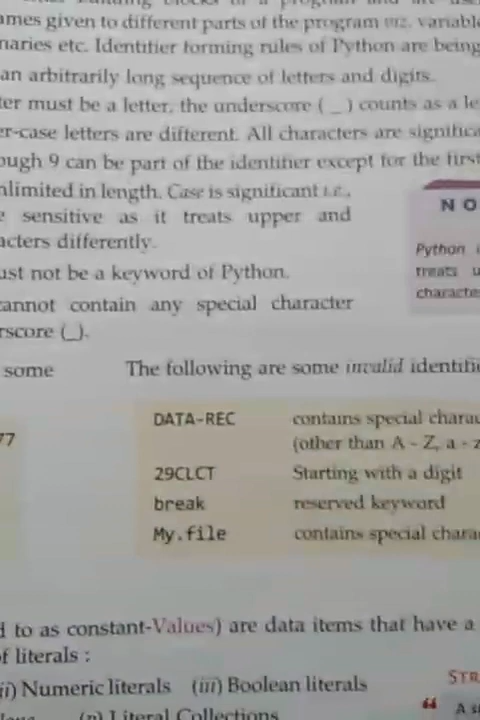 ames given to different parts of the program viz. variabl
naries etc. Identifier forming rules of Python are being
an arbitrarily long sequence of letters and digits.
ter must be a letter, the underscore ( _ ) counts as a le
er-case letters are different. All characters are significa
ough 9 can be part of the identifier except for the first
nlimited in length. Case is significant i.e.,
e sensitive as it treats upper and
acters differently.
ust not be a keyword of Python.
cannot contain any special character
rscore (_).
N O
Python
treats u
characte
some
The following are some invalid identifie
77
DATA-REC contains special charac
(other than A - Z, a - z
29CLCT Starting with a digit
break reserved keyword
My.file contains special chara
d to as constant-Values) are data items that have a
f literals :
ii) Numeric literals (iii) Boolean literals
(v) Literal Collections
STR
“ A s